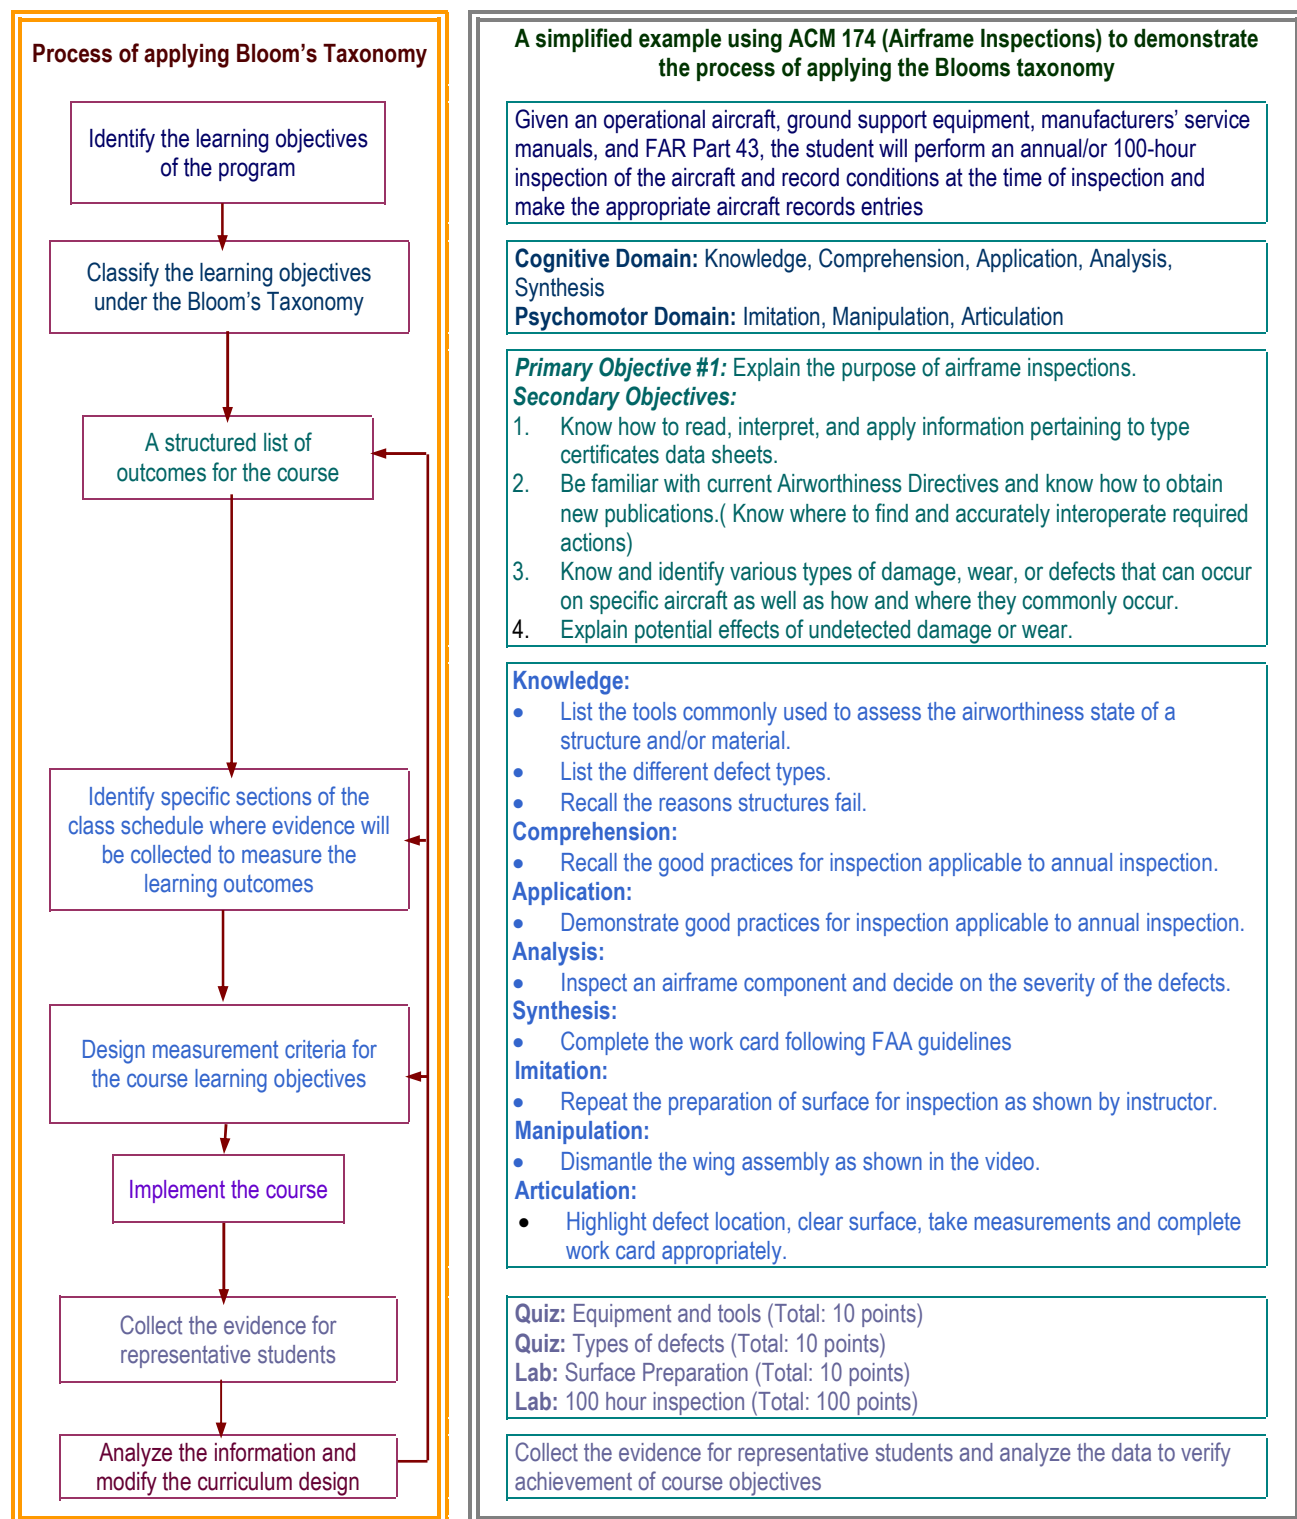 Process of applying Bloom's Taxonomy
Identify the learning objectives
of the program
Classify the learning objectives
under the Bloom's Taxonomy
A structured list of
outcomes for the course
Identify specific sections of the
class schedule where evidence will
be collected to measure the
learning outcomes
Design measurement criteria for
the course learning objectives
Implement the course
Collect the evidence for
representative students
Analyze the information and
modify the curriculum design
A simplified example using ACM 174 (Airframe Inspections) to demonstrate
the process of applying the Blooms taxonomy
Given an operational aircraft, ground support equipment, manufacturers' service
manuals, and FAR Part 43, the student will perform an annual/or 100-hour
inspection of the aircraft and record conditions at the time of inspection and
make the appropriate aircraft records entries
Cognitive Domain: Knowledge, Comprehension, Application, Analysis,
Synthesis
Psychomotor Domain: Imitation, Manipulation, Articulation
Primary Objective #1: Explain the purpose of airframe inspections.
Secondary Objectives:
1. Know how to read, interpret, and apply information pertaining to type
certificates data sheets.
2. Be familiar with current Airworthiness Directives and know how to obtain
new publications.( Know where to find and accurately interoperate required
actions)
3. Know and identify various types of damage, wear, or defects that can occur
on specific aircraft as well as how and where they commonly occur.
4. Explain potential effects of undetected damage or wear.
Knowledge:
• List the tools commonly used to assess the airworthiness state of a
structure and/or material.
• List the different defect types.
• Recall the reasons structures fail.
Comprehension:
• Recall the good practices for inspection applicable to annual inspection.
Application:
• Demonstrate good practices for inspection applicable to annual inspection.
Analysis:
• Inspect an airframe component and decide on the severity of the defects.
Synthesis:
• Complete the work card following FAA guidelines
Imitation:
• Repeat the preparation of surface for inspection as shown by instructor.
Manipulation:
• Dismantle the wing assembly as shown in the video.
Articulation:
• Highlight defect location, clear surface, take measurements and complete
work card appropriately.
Quiz: Equipment and tools (Total: 10 points)
Quiz: Types of defects (Total: 10 points)
Lab: Surface Preparation (Total: 10 points)
Lab: 100 hour inspection (Total: 100 points)
Collect the evidence for representative students and analyze the data to verify
achievement of course objectives